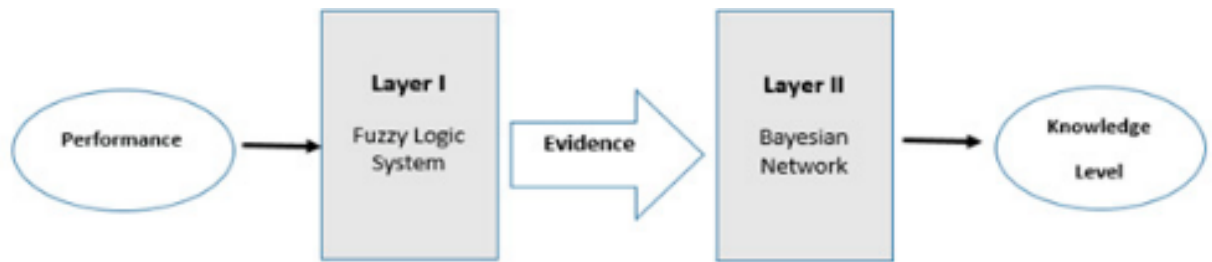 Performance
Layer I
Fuzzy Logic
System
Evidence
Layer II
Bayesian
Network
Knowledge
Level